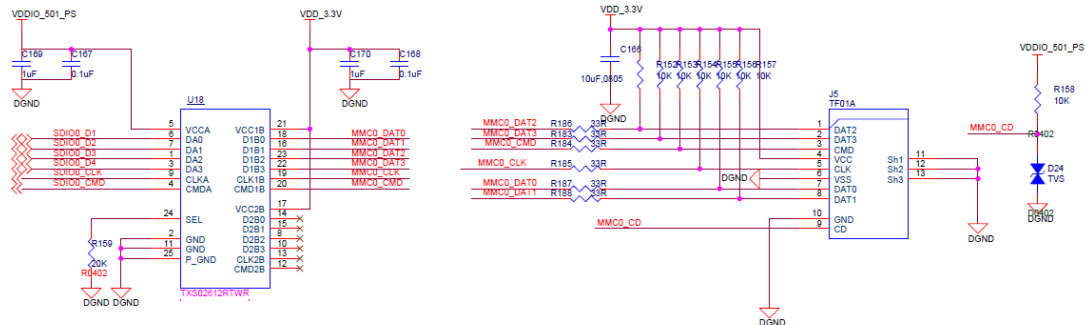 VDDIO_501_PS
VDD_3.3V
C169
1uF
C167
0.1uF
DGND
C170
1uF
C168
0.1uF
DGND
U18
SDIO0_D1
SDIO0_D2
SDIO0_D3
SDIO0_D4
SDIO0_CLK
SDIO0_CMD
5 VCCA
6 DA0
7 DA1
1 DA2
3 DA3
9 CLKA
4 CMDA
24 SEL
2 GND
11 GND
25 P_GND
VCC1B 21
D1B0 18 MMC0_DAT0
D1B1 16 MMC0_DAT1
D1B2 23 MMC0_DAT2
D1B3 22 MMC0_DAT3
CLK1B 19 MMC0_CLK
CMD1B 20 MMC0_CMD
VCC2B 17
D2B0 14
D2B1 15
D2B2 8
D2B3 10
CLK2B 13
CMD2B 12
R159
20K
R0402
DGND
DGND
TXS02612RTWR
VDD_3.3V
C166
10uF,0805
DGND
R152
10K
R153
10K
R154
10K
R155
10K
R156
10K
R157
10K
MMC0_DAT2 R186 33R
MMC0_DAT3 R183 33R
MMC0_CMD R184 33R
MMC0_CLK R185 33R
DGND
MMC0_DAT0 R187 33R
MMC0_DAT1 R188 33R
MMC0_CD
J5
TF01A
1 DAT2
2 DAT3
3 CMD
4 VCC
5 CLK
6 VSS
7 DAT0
8 DAT1
10 GND
9 CD
Sh1 11
Sh2 12
Sh3 13
DGND
DGND
VDDIO_501_PS
R158
10K
MMC0_CD
R0402
D24
TVS
DGND